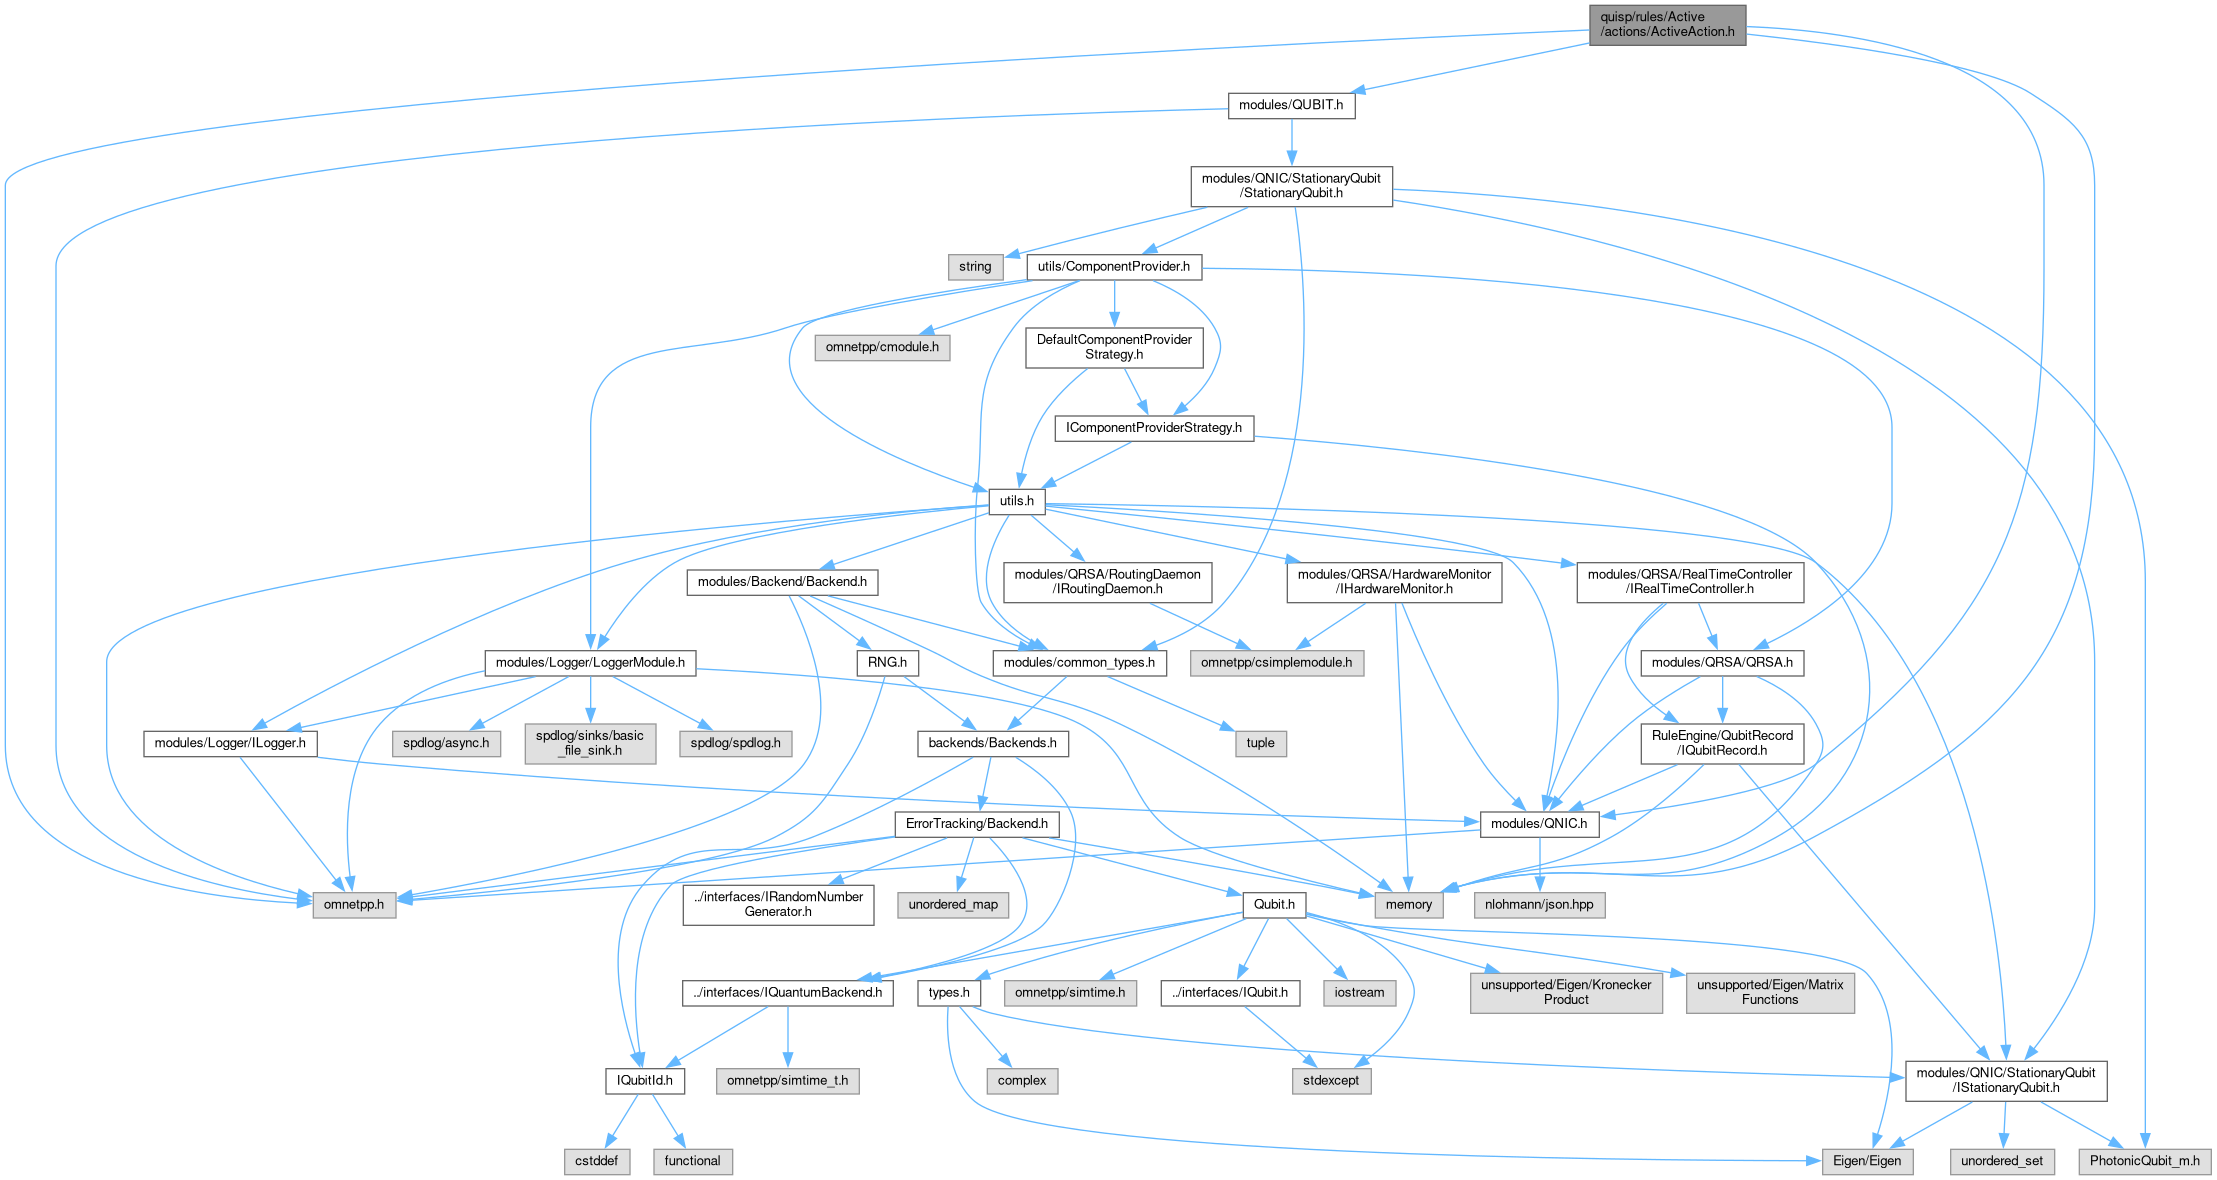 quisp/rules/Active
/actions/ActiveAction.h
modules/QUBIT.h
modules/QNIC/StationaryQubit
/StationaryQubit.h
string
utils/ComponentProvider.h
omnetpp/cmodule.h
DefaultComponentProvider
Strategy.h
IComponentProviderStrategy.h
utils.h
modules/Backend/Backend.h
modules/QRSA/RoutingDaemon
/IRoutingDaemon.h
modules/QRSA/HardwareMonitor
/IHardwareMonitor.h
modules/QRSA/RealTimeController
/IRealTimeController.h
modules/Logger/LoggerModule.h
RNG.h
modules/common_types.h
omnetpp/csimplemodule.h
modules/QRSA/QRSA.h
modules/Logger/ILogger.h
spdlog/async.h
spdlog/sinks/basic
_file_sink.h
spdlog/spdlog.h
backends/Backends.h
tuple
RuleEngine/QubitRecord
/IQubitRecord.h
ErrorTracking/Backend.h
modules/QNIC.h
omnetpp.h
../interfaces/IRandomNumber
Generator.h
unordered_map
Qubit.h
memory
nlohmann/json.hpp
../interfaces/IQuantumBackend.h
types.h
omnetpp/simtime.h
../interfaces/IQubit.h
iostream
unsupported/Eigen/Kronecker
Product
unsupported/Eigen/Matrix
Functions
IQubitId.h
omnetpp/simtime_t.h
complex
stdexcept
modules/QNIC/StationaryQubit
/IStationaryQubit.h
cstddef
functional
Eigen/Eigen
unordered_set
PhotonicQubit_m.h